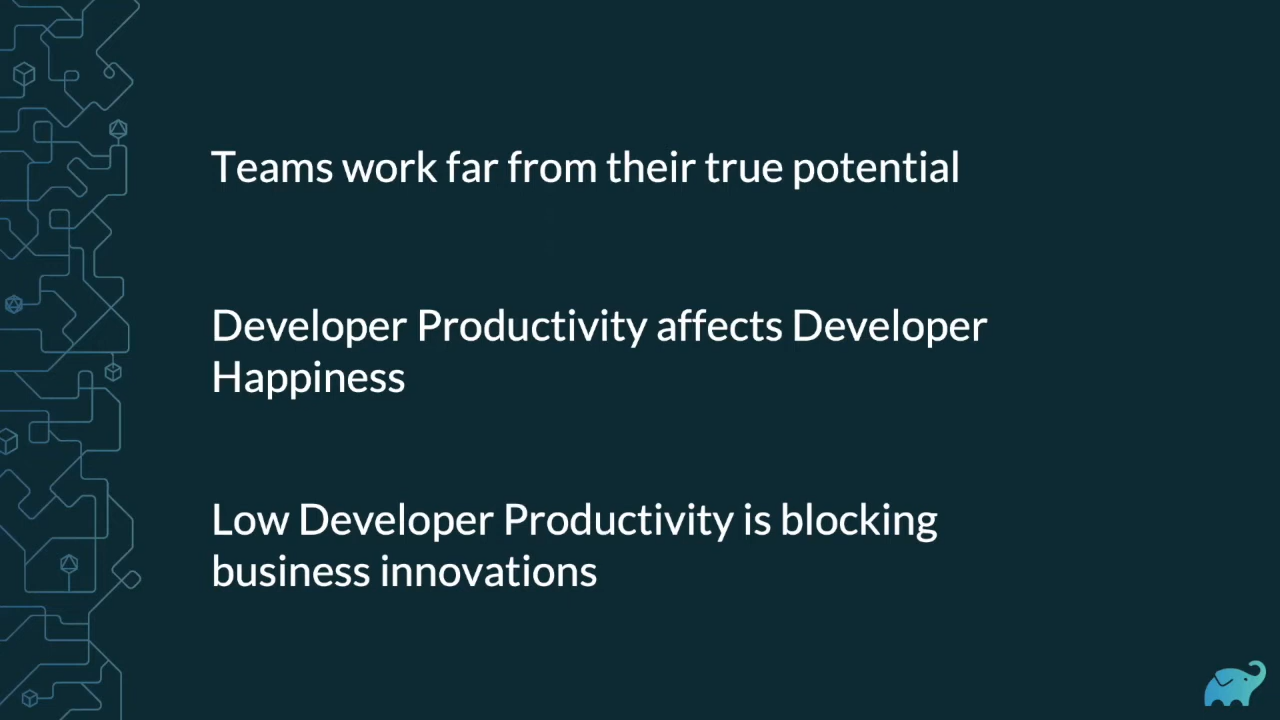 Teams work far from their true potential
Developer Productivity affects Developer
Happiness
Low Developer Productivity is blocking
business innovations